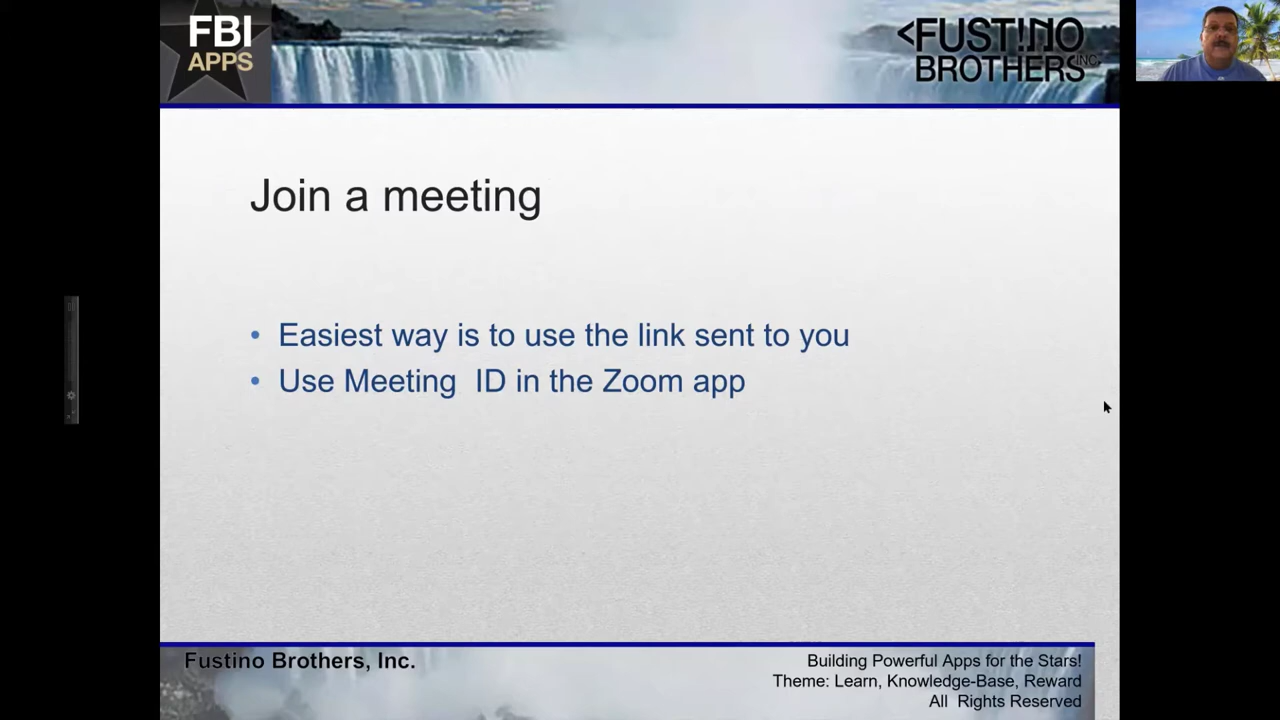 FBI
APPS
<FUST!NO
BROTHERS INC.
Join a meeting
• Easiest way is to use the link sent to you
• Use Meeting  ID in the Zoom app
Fustino Brothers, Inc.
Building Powerful Apps for the Stars!
Theme: Learn, Knowledge-Base, Reward
All  Rights Reserved